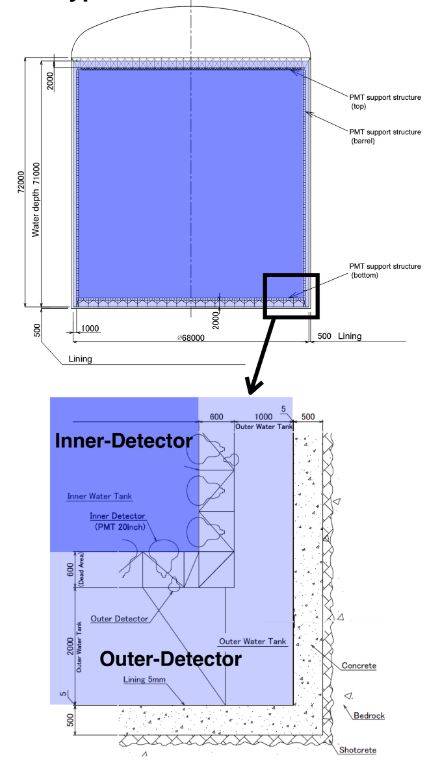 2000
PMT support structure
(top)
PMT support structure
(barrel)
72000
Water depth 71000
PMT support structure
(bottom)
500
1000
⌀68000
2000
500 Lining
Lining
600
1000
5
500
Outer Water Tank
Inner-Detector
Inner Water Tank
Inner Detector
(PMT 20inch)
600
(Dead Area)
Outer Detector
2000
Outer Water Tank
Outer Water Tank
Outer-Detector
Concrete
Lining 5mm
5
500
Bedrock
Shotcrete